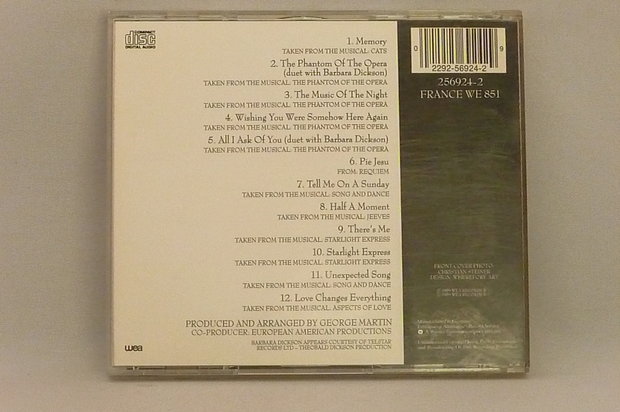 COMPACT
disc
DIGITAL AUDIO
1. Memory
TAKEN FROM THE MUSICAL: CATS
2. The Phantom Of The Opera
(duet with Barbara Dickson)
TAKEN FROM THE MUSICAL: THE PHANTOM OF THE OPERA
3. The Music Of The Night
TAKEN FROM THE MUSICAL: THE PHANTOM OF THE OPERA
4. Wishing You Were Somehow Here Again
TAKEN FROM THE MUSICAL: THE PHANTOM OF THE OPERA
5. All I Ask Of You (duet with Barbara Dickson)
TAKEN FROM THE MUSICAL: THE PHANTOM OF THE OPERA
6. Pie Jesu
FROM: REQUIEM
7. Tell Me On A Sunday
TAKEN FROM THE MUSICAL: SONG AND DANCE
8. Half A Moment
TAKEN FROM THE MUSICAL: JEEVES
9. There's Me
TAKEN FROM THE MUSICAL: STARLIGHT EXPRESS
10. Starlight Express
TAKEN FROM THE MUSICAL: STARLIGHT EXPRESS
11. Unexpected Song
TAKEN FROM THE MUSICAL: SONG AND DANCE
12. Love Changes Everything
TAKEN FROM THE MUSICAL: ASPECTS OF LOVE
PRODUCED AND ARRANGED BY GEORGE MARTIN
CO-PRODUCER: EUROPEAN AMERICAN PRODUCTIONS
BARBARA DICKSON APPEARS COURTESY OF TELSTAR
RECORDS LTD – THEOBALD DICKSON PRODUCTION
wea
0 9
2292-56924-2
256924-2
FRANCE WE 851
FRONT COVER PHOTO:
CHRISTIAN STEINER
DESIGN: WHEREFORE ART